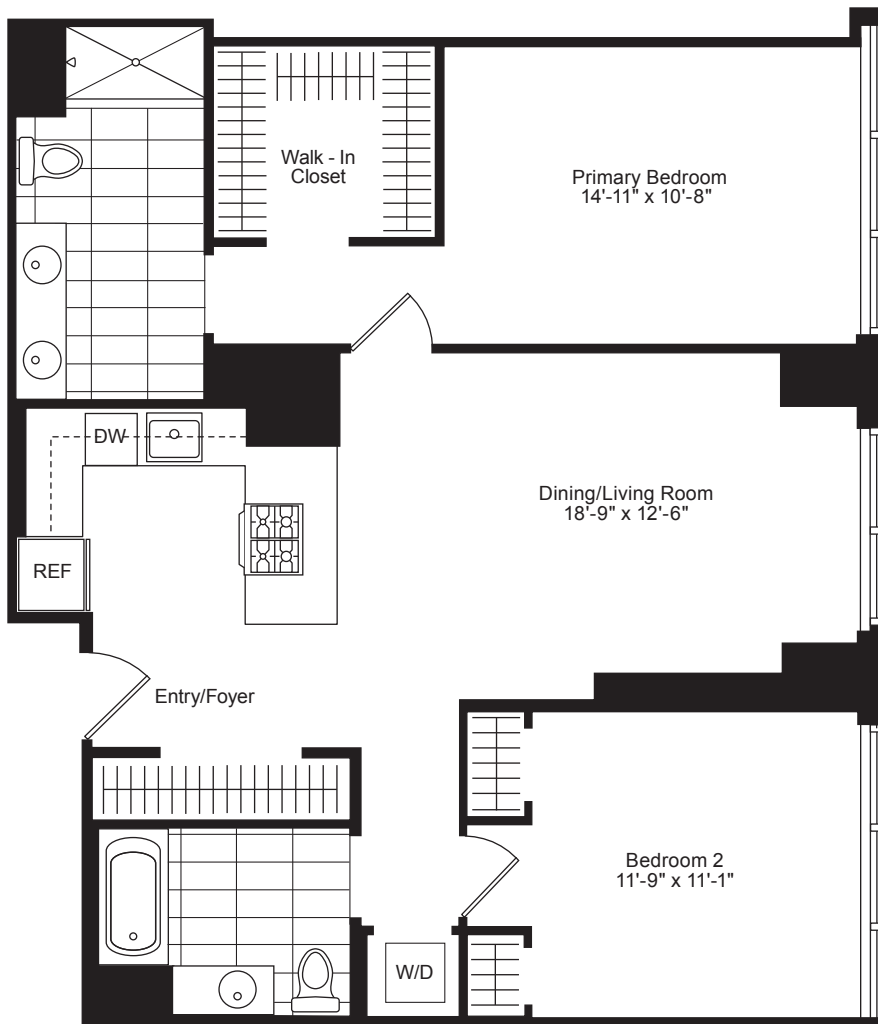 Walk - In
Closet
Primary Bedroom
14'-11" x 10'-8"
DW
Dining/Living Room
18'-9" x 12'-6"
REF
Entry/Foyer
Bedroom 2
11'-9" x 11'-1"
W/D